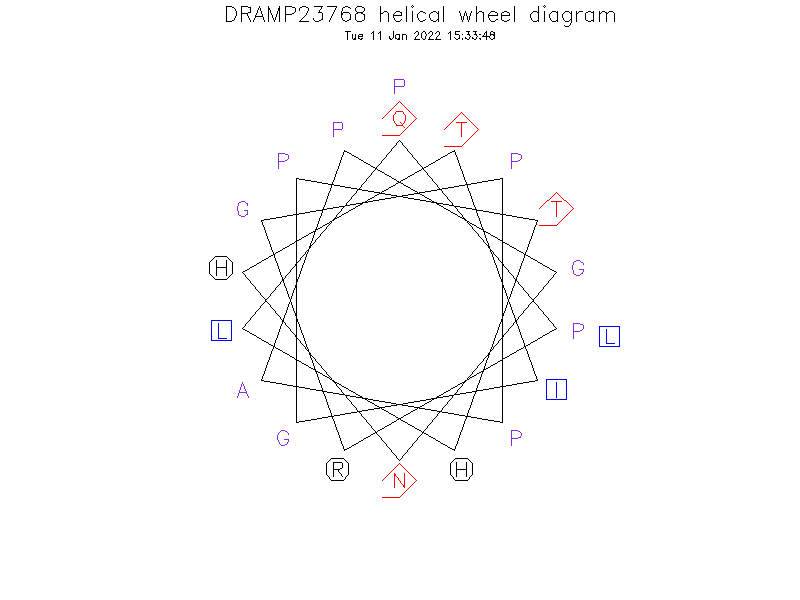 DRAMP23768 helical wheel diagram
Tue 11 Jan 2022 15:33:48
P
Q
P T
P P
G T
H G
L P L
A I
G P
R H
N